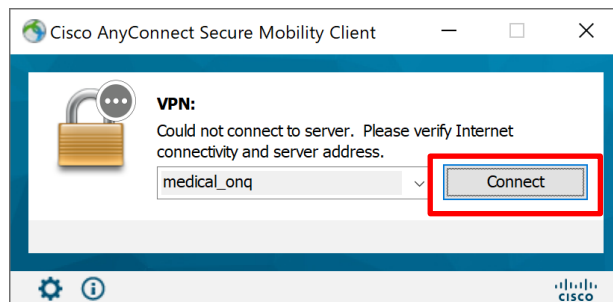 Cisco AnyConnect Secure Mobility Client
VPN:
Could not connect to server. Please verify Internet
connectivity and server address.
medical_onq
Connect
cisco